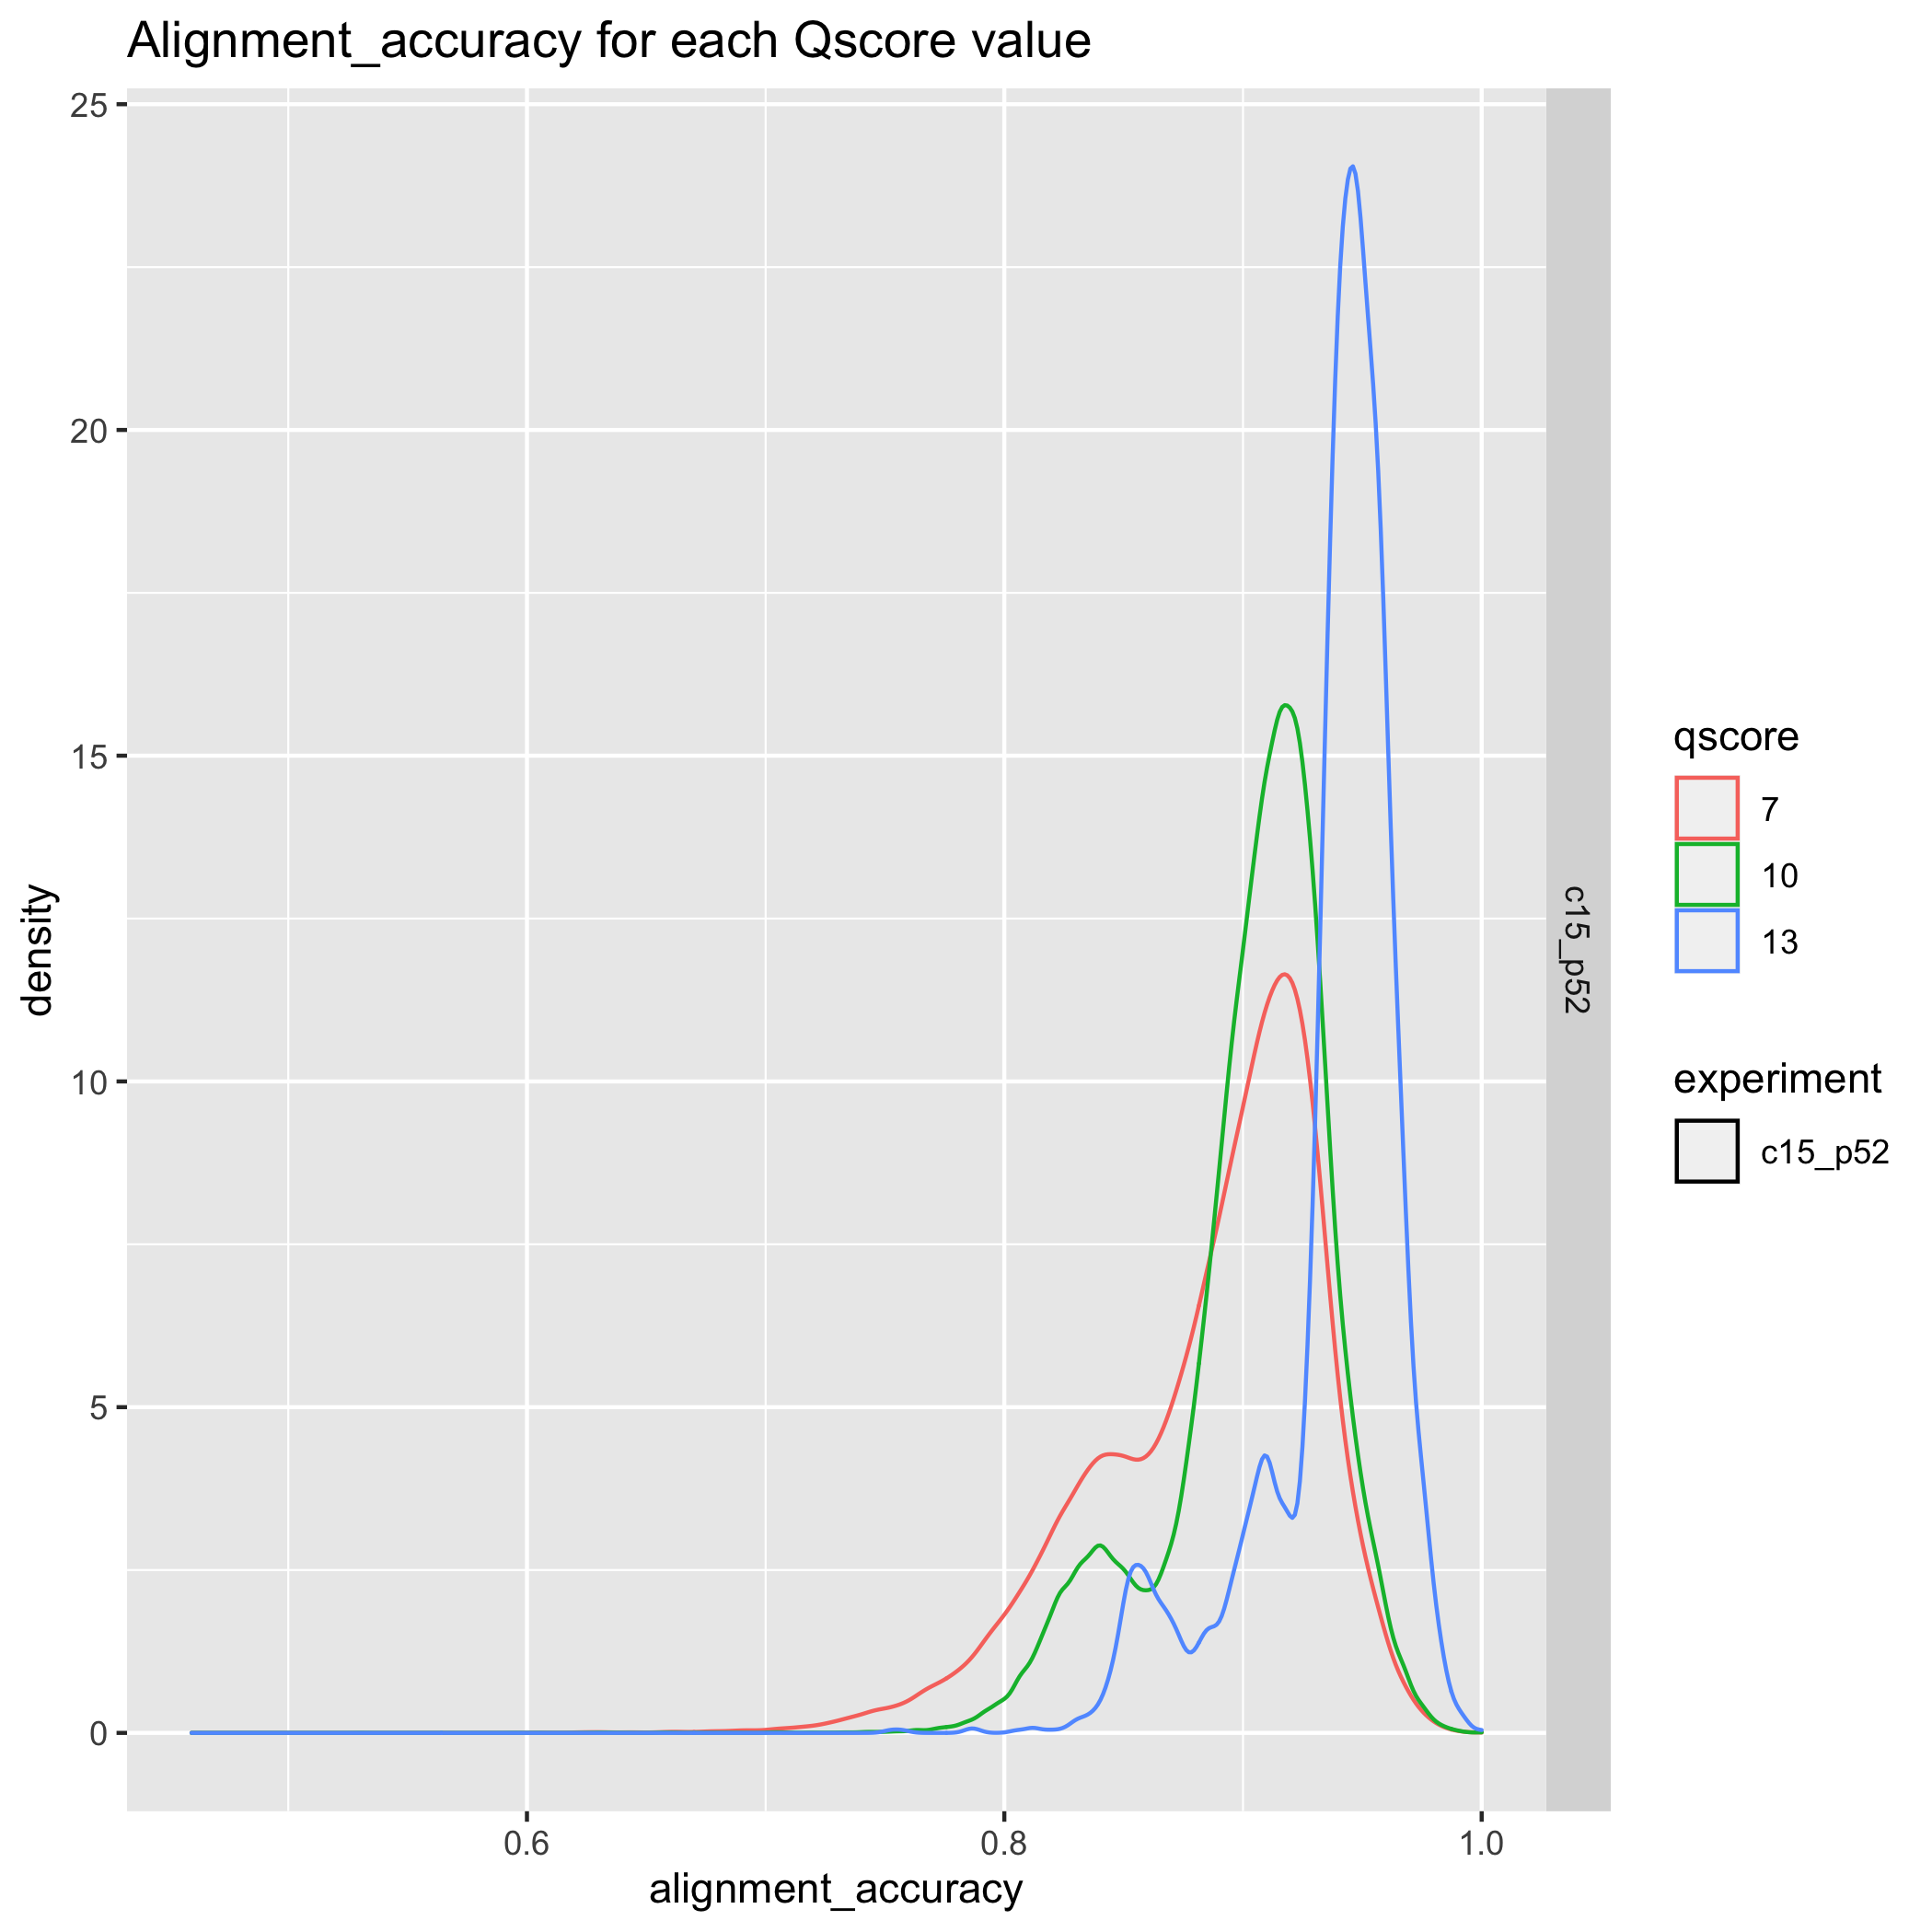 Alignment_accuracy for each Qscore value
25
20
15
10
5
0
density
0.6
0.8
1.0
alignment_accuracy
c15_p52
qscore
7
10
13
experiment
c15_p52